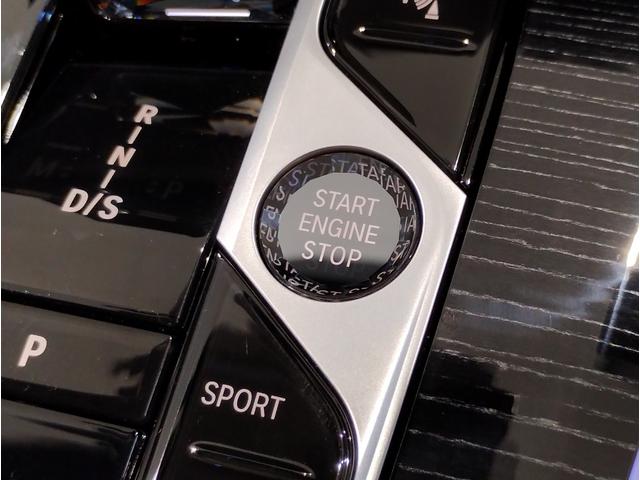 R
N
D/S
START
ENGINE
STOP
P
SPORT